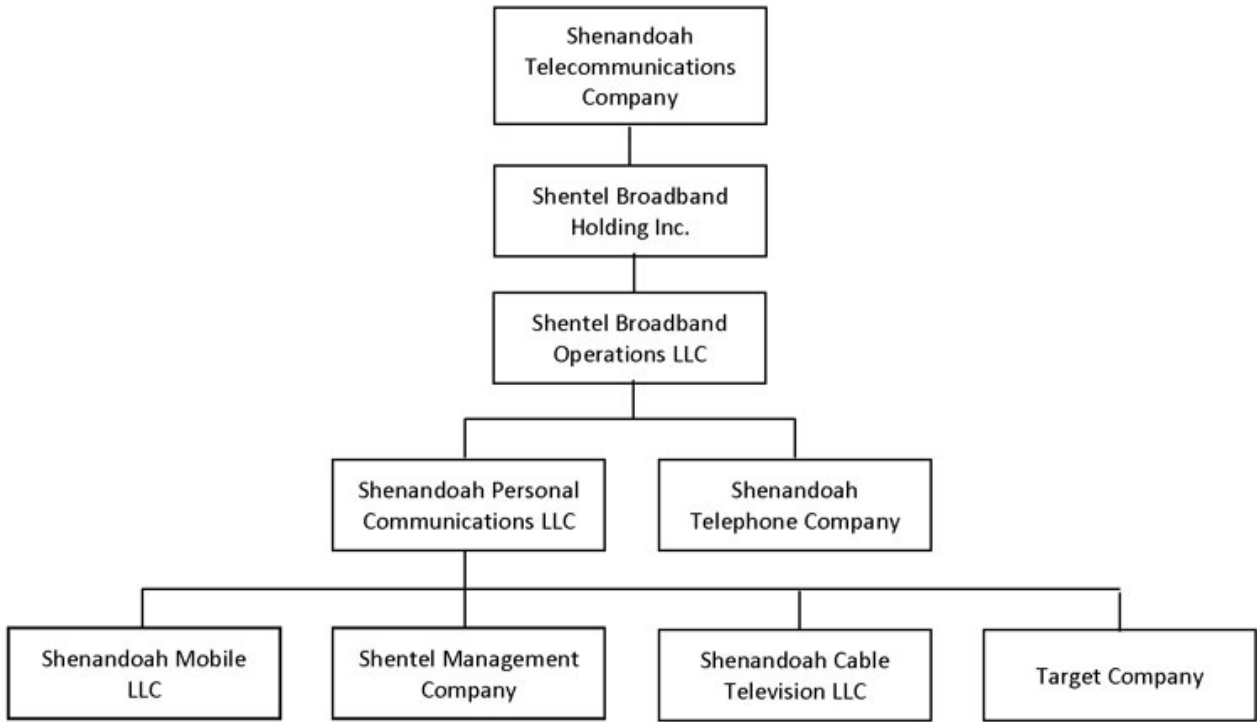 Shenandoah
Telecommunications
Company
Shentel Broadband
Holding Inc.
Shentel Broadband
Operations LLC
Shenandoah Personal
Communications LLC
Shenandoah
Telephone Company
Shenandoah Mobile
LLC
Shentel Management
Company
Shenandoah Cable
Television LLC
Target Company